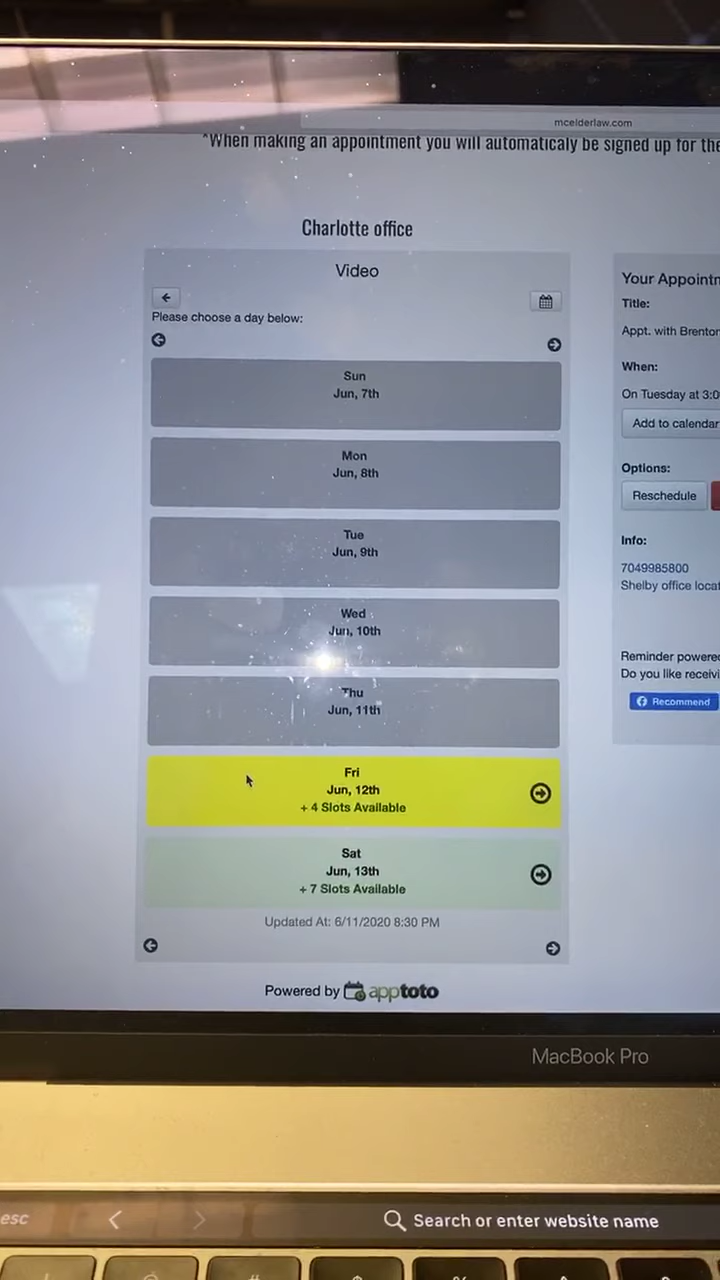 mcelderlaw.com
*When making an appointment you will automaticaly be signed up for the
Charlotte office
Video
Please choose a day below:
Sun
Jun, 7th
Mon
Jun, 8th
Tue
Jun, 9th
Wed
Jun, 10th
Thu
Jun, 11th
Fri
Jun, 12th
+ 4 Slots Available
Sat
Jun, 13th
+ 7 Slots Available
Updated At: 6/11/2020 8:30 PM
Powered by apptoto
Your Appointm
Title:
Appt. with Brenton
When:
On Tuesday at 3:0
Add to calendar
Options:
Reschedule
Info:
7049985800
Shelby office locat
Reminder powered
Do you like receivi
Recommend
MacBook Pro
esc
Search or enter website name